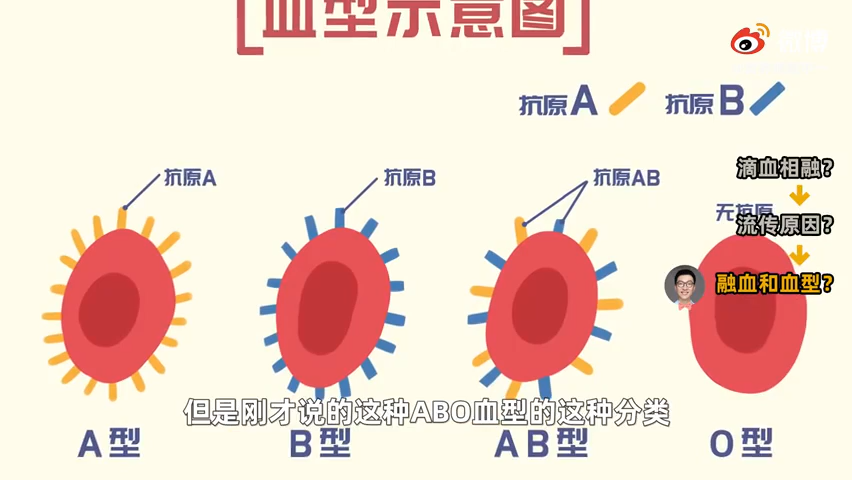 [血型示意图]
抗原A
抗原B
抗原A
抗原B
抗原AB
无抗原
滴血相融?
流传原因?
融血和血型?
但是刚才说的这种ABO血型的这种分类
A型
B型
AB型
O型